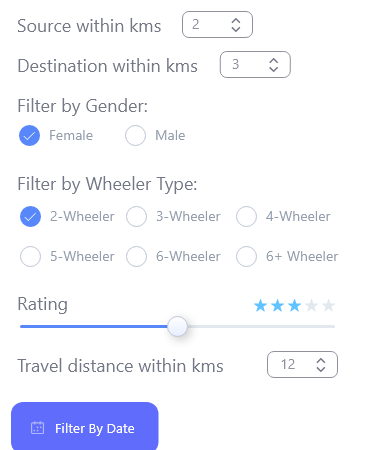 Source within kms 2
Destination within kms 3
Filter by Gender:
Female Male
Filter by Wheeler Type:
2-Wheeler 3-Wheeler 4-Wheeler
5-Wheeler 6-Wheeler 6+ Wheeler
Rating
Travel distance within kms 12
Filter By Date